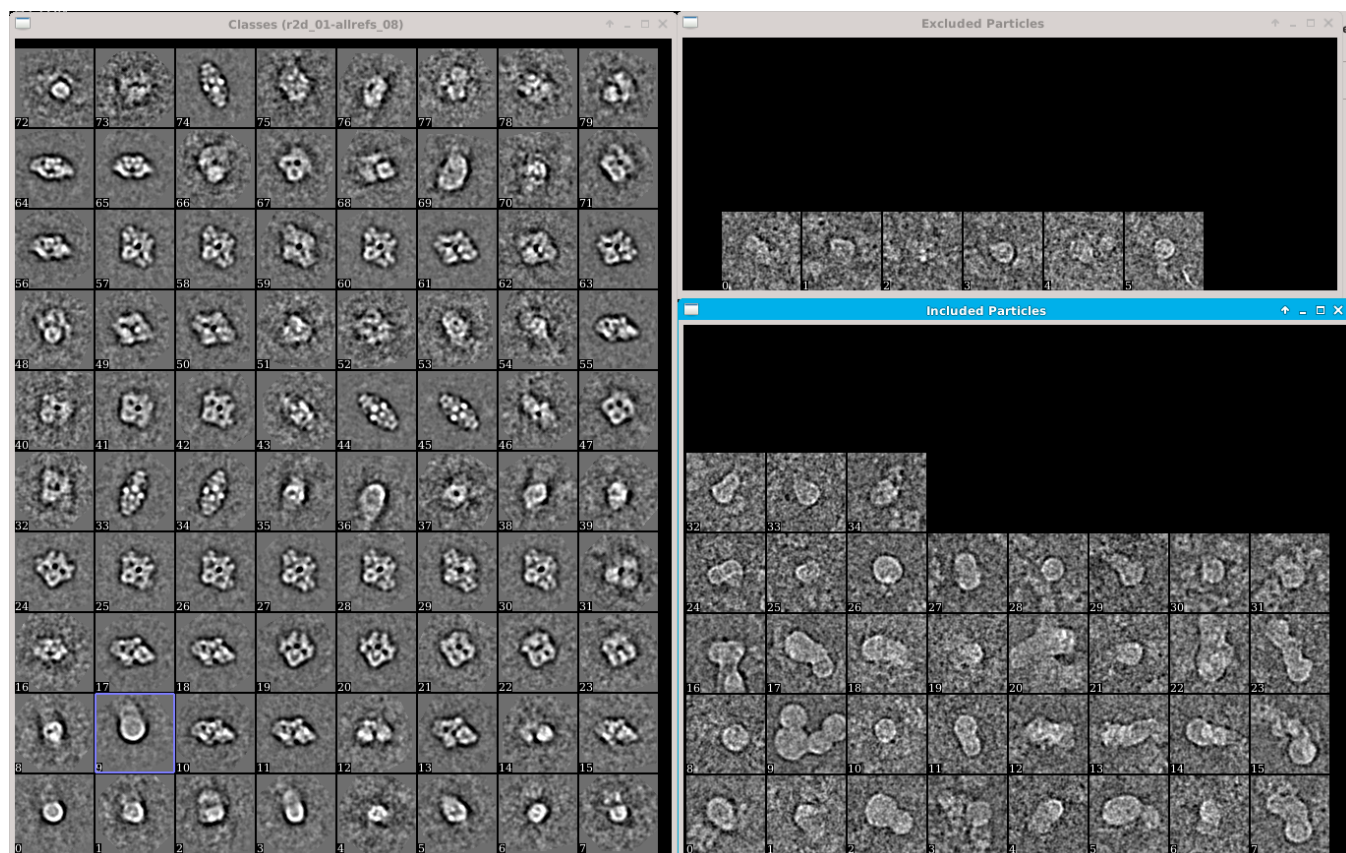 Classes (r2d_01-allrefs_08)
72 73 74 75 76 77 78 79
64 65 66 67 68 69 70 71
56 57 58 59 60 61 62 63
48 49 50 51 52 53 54 55
40 41 42 43 44 45 46 47
32 33 34 35 36 37 38 39
24 25 26 27 28 29 30 31
16 17 18 19 20 21 22 23
8 9 10 11 12 13 14 15
0 1 2 3 4 5 6 7
Excluded Particles
0 1 2 3 4 5
Included Particles
32 33 34
24 25 26 27 28 29 30 31
16 17 18 19 20 21 22 23
8 9 10 11 12 13 14 15
0 1 2 3 4 5 6 7